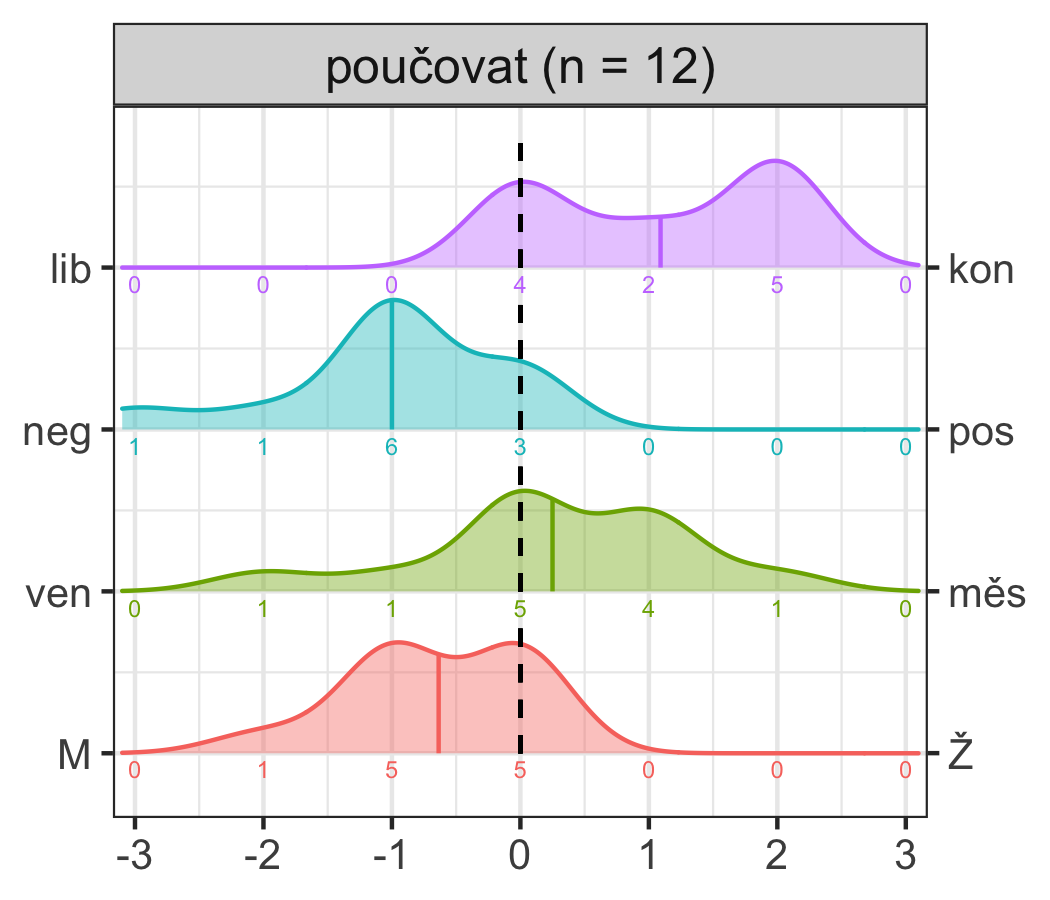 poučovat (n = 12)
lib kon
0 0 0 4 2 5 0
neg pos
1 1 6 3 0 0 0
ven měs
0 1 1 5 4 1 0
M Ž
0 1 5 5 0 0 0
-3 -2 -1 0 1 2 3